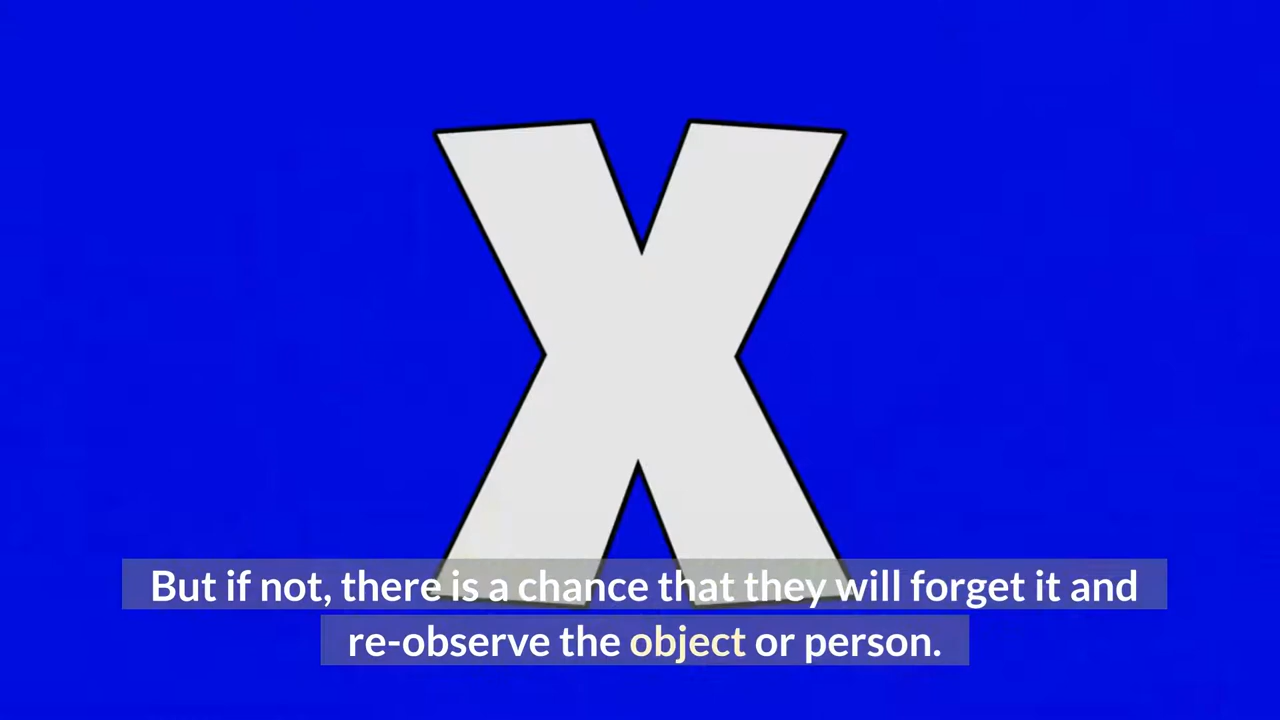 X
But if not, there is a chance that they will forget it and
re-observe the object or person.